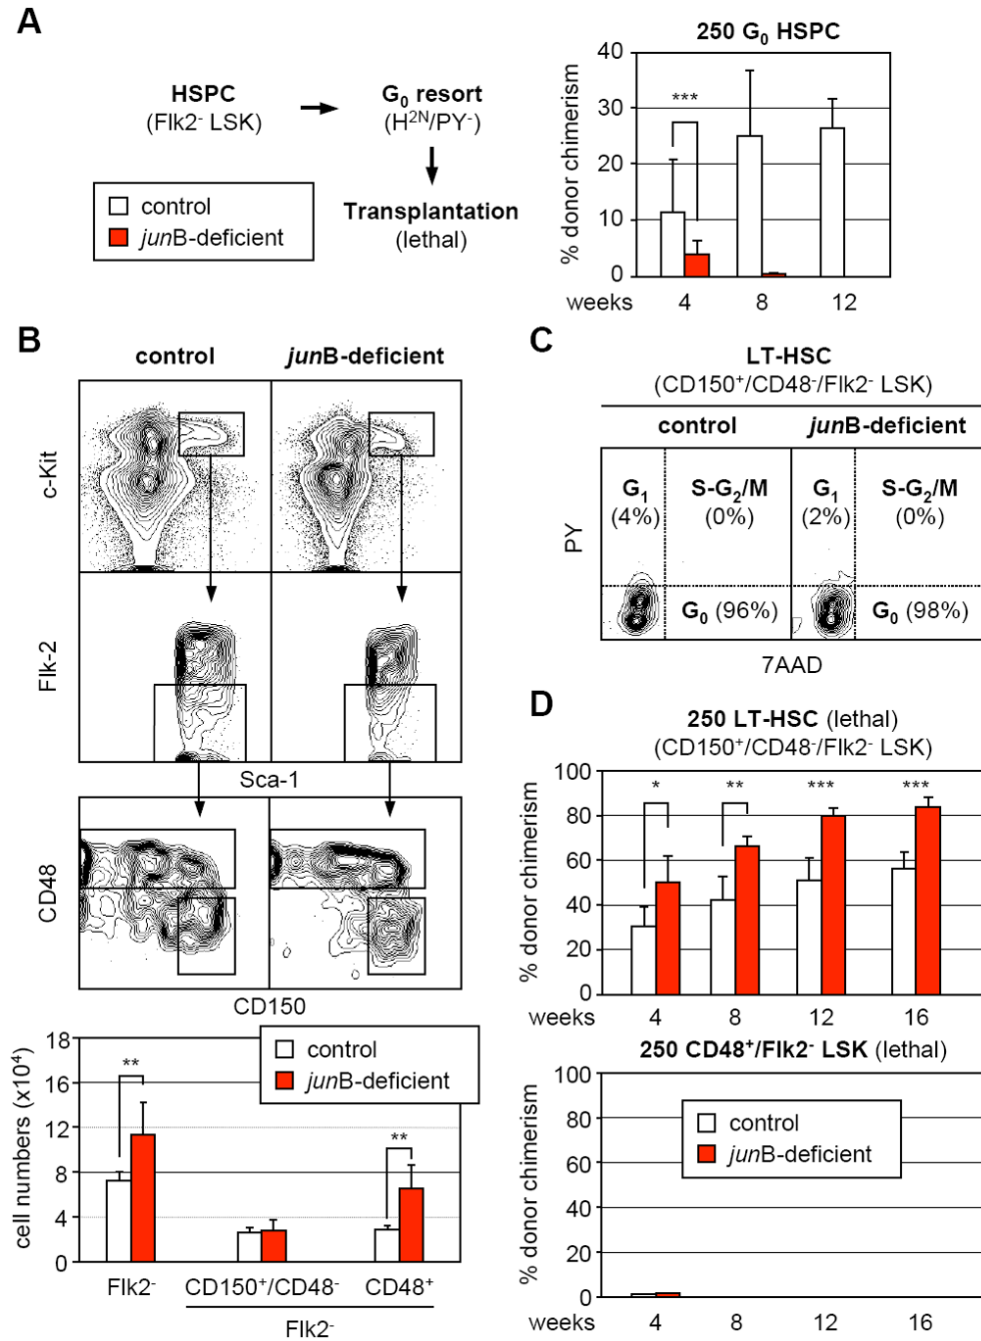 A
HSPC
(Flk2⁻ LSK)
G₀ resort
(H²ᴺ/PY⁻)
Transplantation
(lethal)
control
junB-deficient
250 G₀ HSPC
% donor chimerism
40
30
20
10
0
***
weeks
4
8
12
B
control
junB-deficient
c-Kit
Flk-2
Sca-1
CD48
CD150
cell numbers (x10⁴)
18
16
12
8
4
0
**
**
control
junB-deficient
Flk2⁻
CD150⁺/CD48⁻
CD48⁺
Flk2⁻
C
LT-HSC
(CD150⁺/CD48⁻/Flk2⁻ LSK)
control
junB-deficient
PY
G₁
(4%)
S-G₂/M
(0%)
G₀ (96%)
G₁
(2%)
S-G₂/M
(0%)
G₀ (98%)
7AAD
D
250 LT-HSC (lethal)
(CD150⁺/CD48⁻/Flk2⁻ LSK)
% donor chimerism
100
80
60
40
20
0
*
**
***
***
weeks
4
8
12
16
250 CD48⁺/Flk2⁻ LSK (lethal)
% donor chimerism
100
80
60
40
20
0
control
junB-deficient
weeks
4
8
12
16